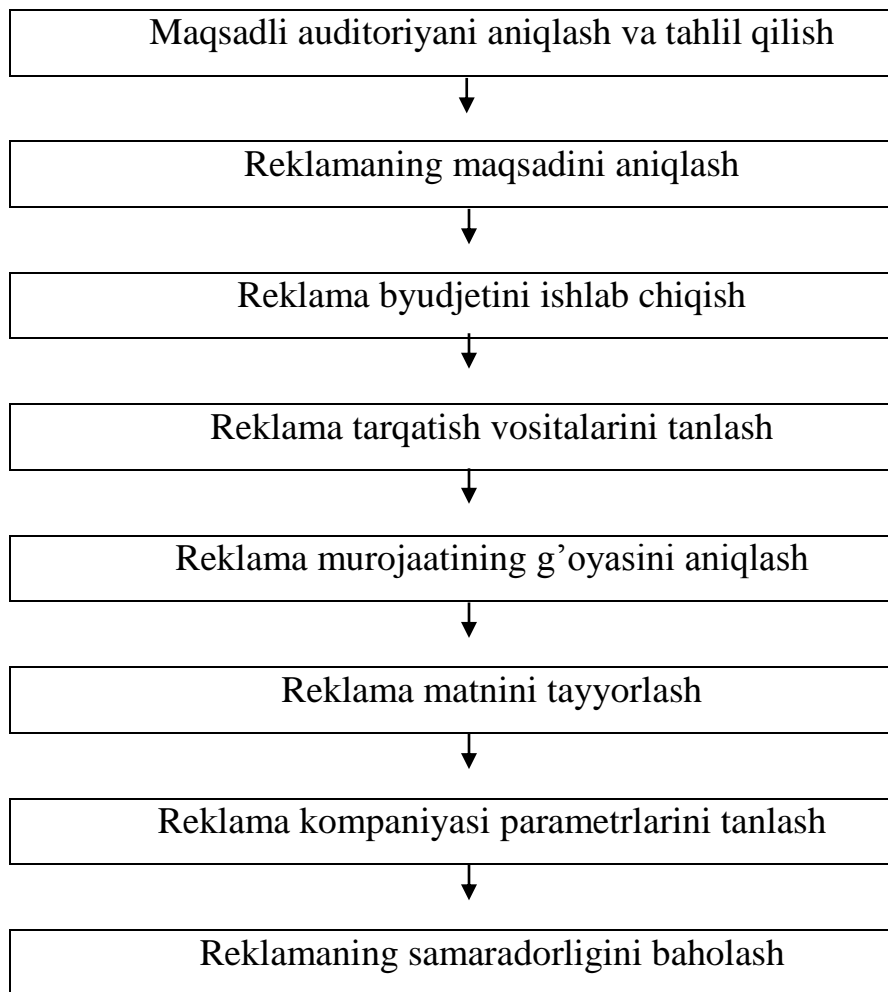 Maqsadli auditoriyani aniqlash va tahlil qilish
Reklamaning maqsadini aniqlash
Reklama byudjetini ishlab chiqish
Reklama tarqatish vositalarini tanlash
Reklama murojaatining g’oyasini aniqlash
Reklama matnini tayyorlash
Reklama kompaniyasi parametrlarini tanlash
Reklamaning samaradorligini baholash